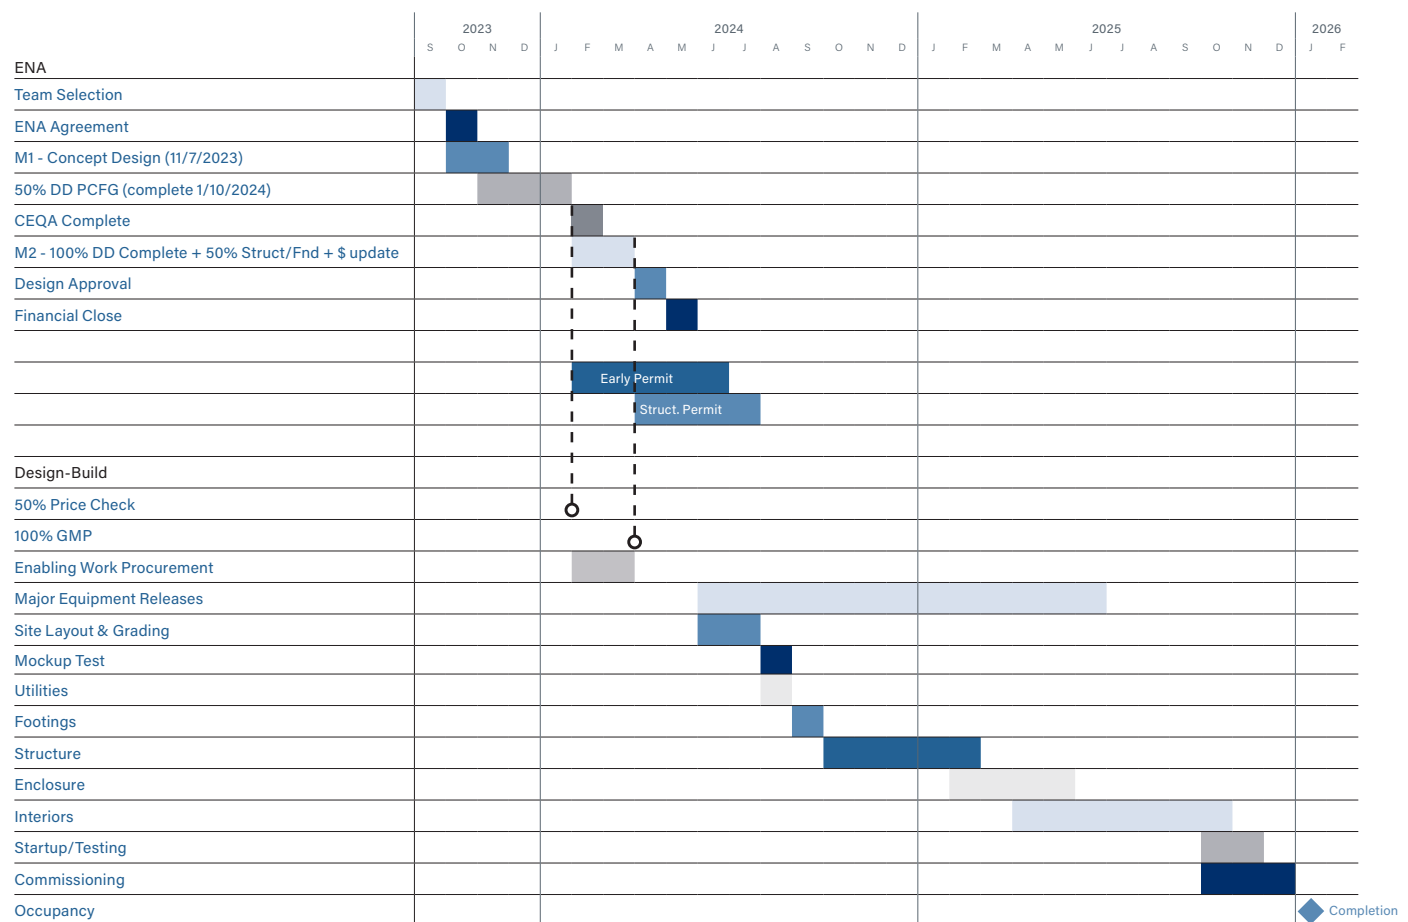 2023 2024 2025 2026
S O N D J F M A M J J A S O N D J F M A M J J A S O N D J F
ENA
Team Selection
ENA Agreement
M1 - Concept Design (11/7/2023)
50% DD PCFG (complete 1/10/2024)
CEQA Complete
M2 - 100% DD Complete + 50% Struct/Fnd + $ update
Design Approval
Financial Close
Early Permit
Struct. Permit
Design-Build
50% Price Check
100% GMP
Enabling Work Procurement
Major Equipment Releases
Site Layout & Grading
Mockup Test
Utilities
Footings
Structure
Enclosure
Interiors
Startup/Testing
Commissioning
Occupancy Completion